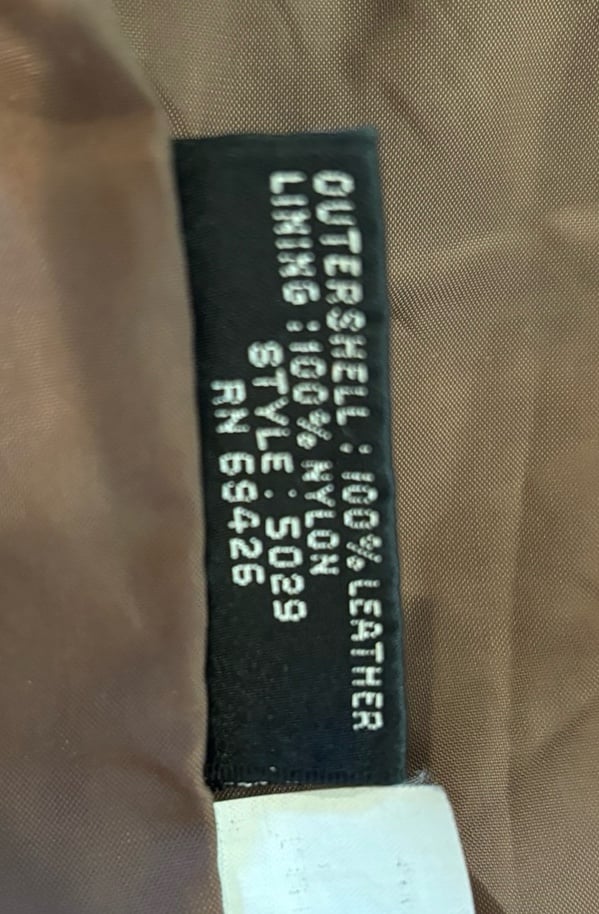 OUTERSHELL : 100% LEATHER
LINING : 100% NYLON
STYLE : 5029
RN 69426